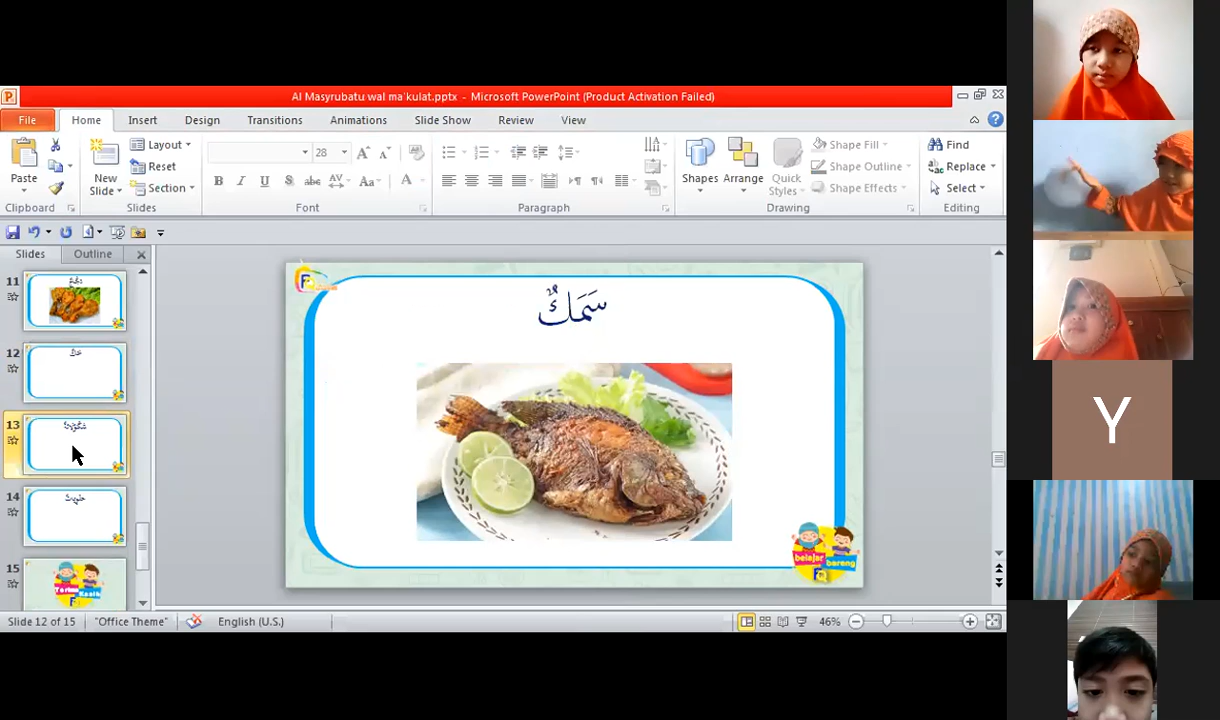 Al Masyrubatu wal ma'kulat.pptx - Microsoft PowerPoint (Product Activation Failed)
File Home Insert Design Transitions Animations Slide Show Review View
Paste
Clipboard
New Slide
Layout
Reset
Section
Slides
28
Font
Paragraph
Shapes
Arrange
Quick Styles
Shape Fill
Shape Outline
Shape Effects
Drawing
Find
Replace
Select
Editing
Slides Outline
11
12
13
14
15
سَمَكٌ
belajar
bareng
Y
Slide 12 of 15
"Office Theme"
English (U.S.)
46%